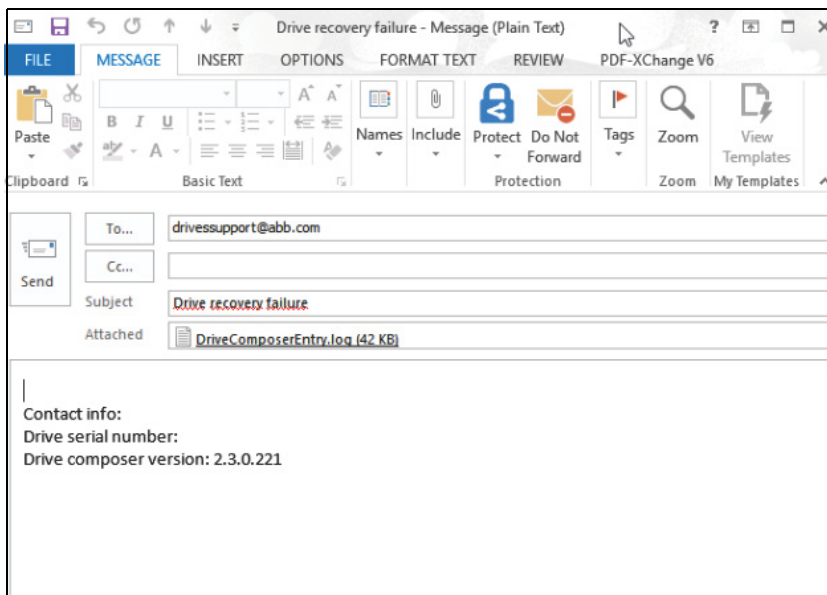 Drive recovery failure - Message (Plain Text) ?
FILE MESSAGE INSERT OPTIONS FORMAT TEXT REVIEW PDF-XChange V6
Paste
B I U
A A
ab A
Names Include Protect Do Not Forward Tags Zoom View Templates
Clipboard Basic Text Protection Zoom My Templates
To... drivessupport@abb.com
Cc...
Send
Subject Drive recovery failure
Attached DriveComposerEntry.log (42 KB)
Contact info:
Drive serial number:
Drive composer version: 2.3.0.221